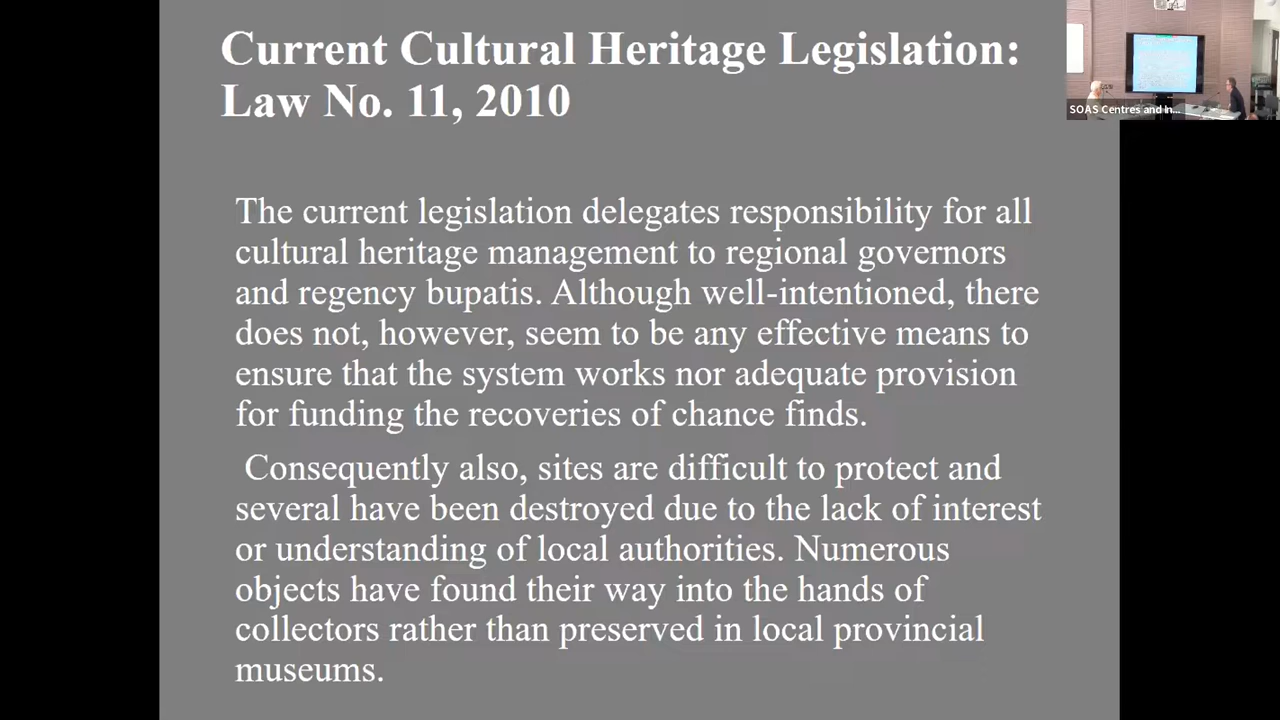 Current Cultural Heritage Legislation:
Law No. 11, 2010
SOAS Centres and In...
The current legislation delegates responsibility for all
cultural heritage management to regional governors
and regency bupatis. Although well-intentioned, there
does not, however, seem to be any effective means to
ensure that the system works nor adequate provision
for funding the recoveries of chance finds.
Consequently also, sites are difficult to protect and
several have been destroyed due to the lack of interest
or understanding of local authorities. Numerous
objects have found their way into the hands of
collectors rather than preserved in local provincial
museums.